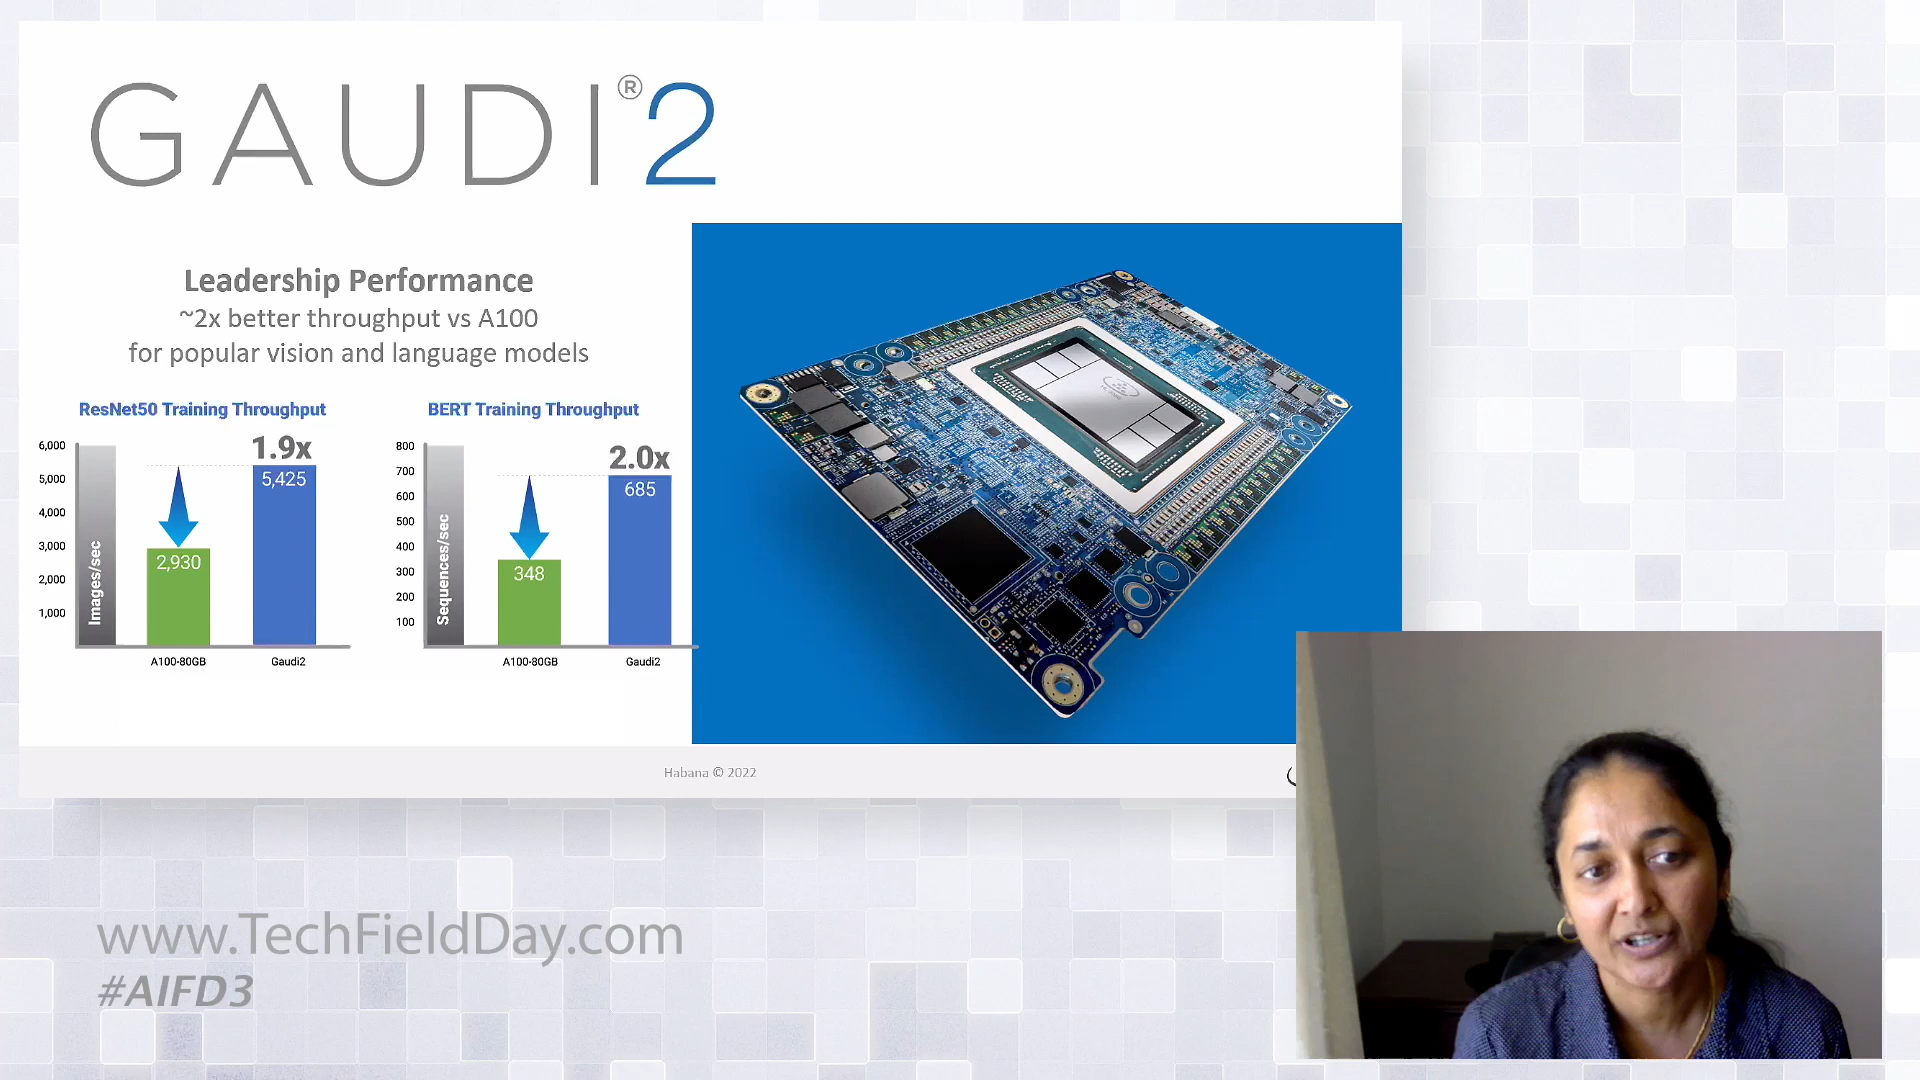 GAUDI®2
Leadership Performance
~2x better throughput vs A100
for popular vision and language models
ResNet50 Training Throughput
6,000
5,000
4,000
3,000
2,000
1,000
Images/sec
1.9x
2,930
5,425
A100-80GB
Gaudi2
BERT Training Throughput
800
700
600
500
400
300
200
100
Sequences/sec
2.0x
348
685
A100-80GB
Gaudi2
Habana © 2022
www.TechFieldDay.com
#AIFD3